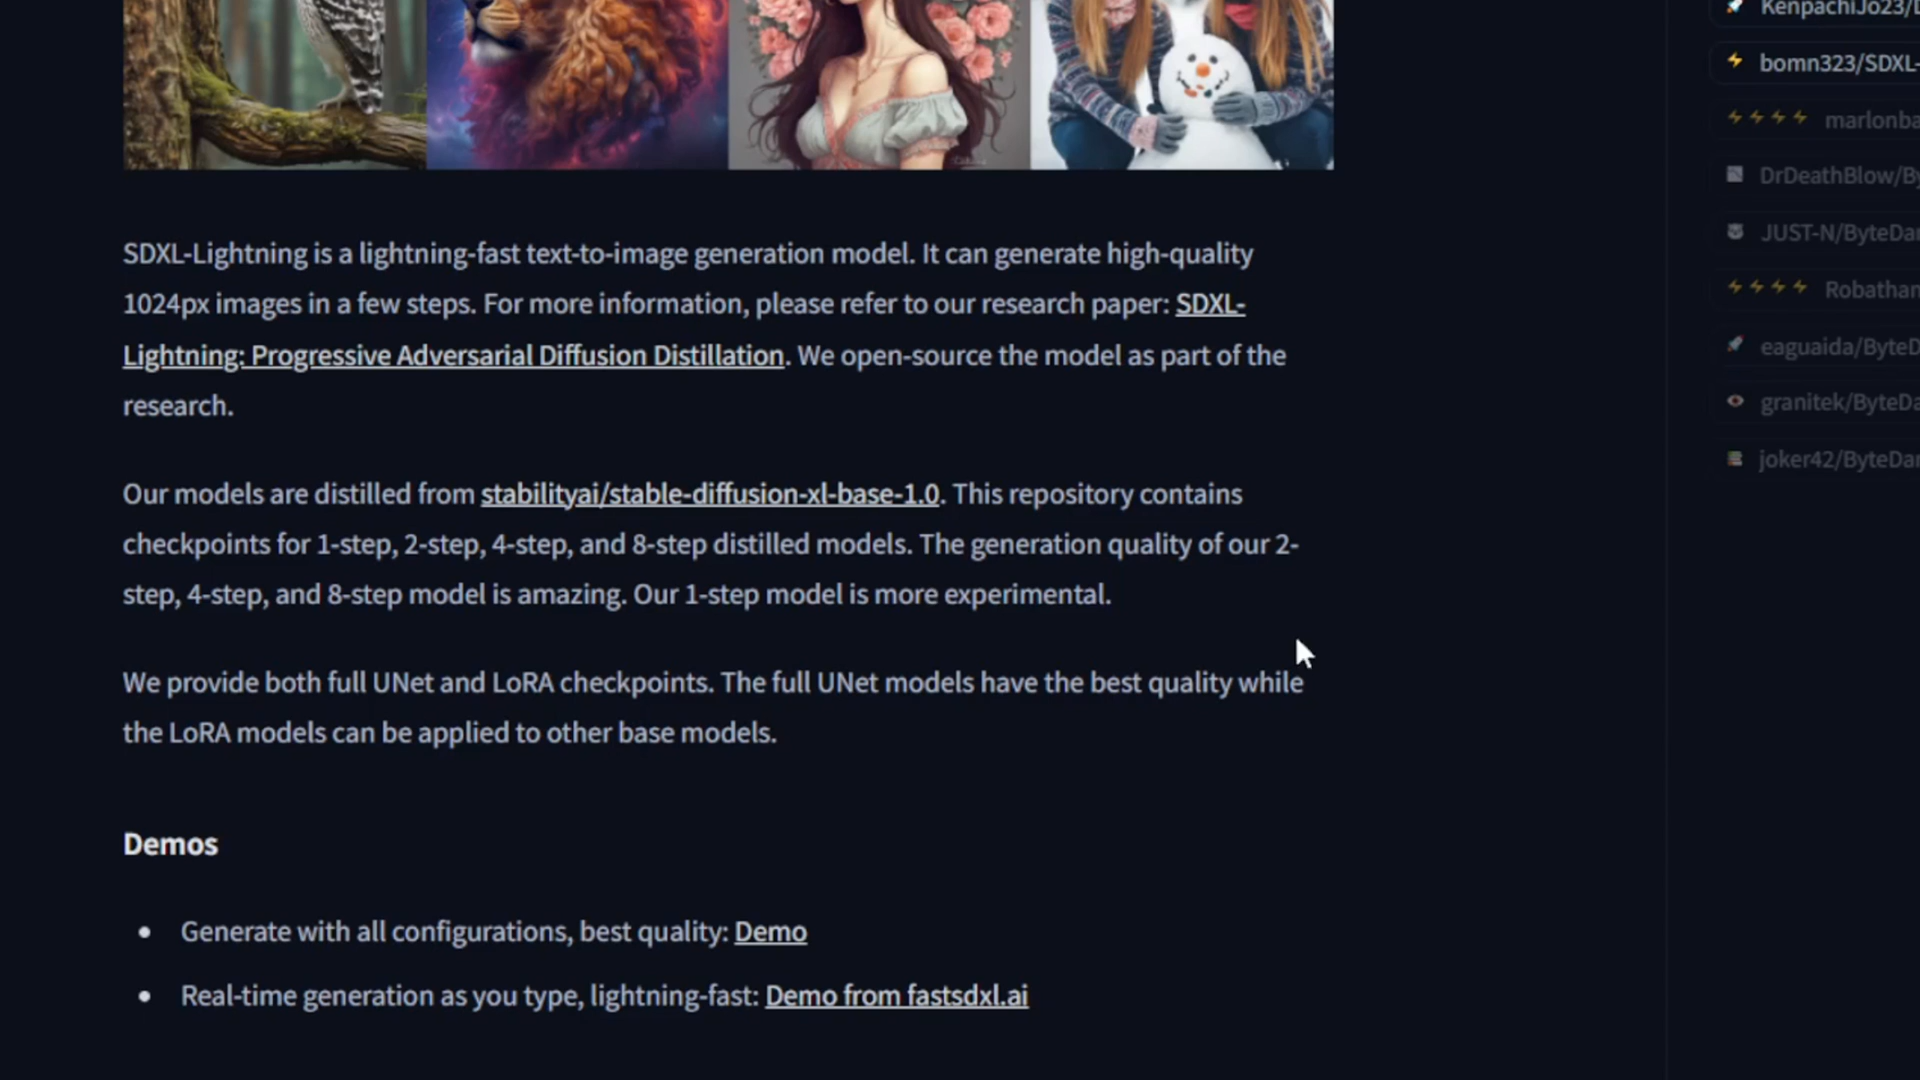 KenpachiJo23/
bomn323/SDXL-
marlonba
DrDeathBlow/By
JUST-N/ByteDan
Robathan
eaguaida/ByteD
granitek/ByteDa
joker42/ByteDan
SDXL-Lightning is a lightning-fast text-to-image generation model. It can generate high-quality
1024px images in a few steps. For more information, please refer to our research paper: SDXL-
Lightning: Progressive Adversarial Diffusion Distillation. We open-source the model as part of the
research.
Our models are distilled from stabilityai/stable-diffusion-xl-base-1.0. This repository contains
checkpoints for 1-step, 2-step, 4-step, and 8-step distilled models. The generation quality of our 2-
step, 4-step, and 8-step model is amazing. Our 1-step model is more experimental.
We provide both full UNet and LoRA checkpoints. The full UNet models have the best quality while
the LoRA models can be applied to other base models.
Demos
• Generate with all configurations, best quality: Demo
• Real-time generation as you type, lightning-fast: Demo from fastsdxl.ai